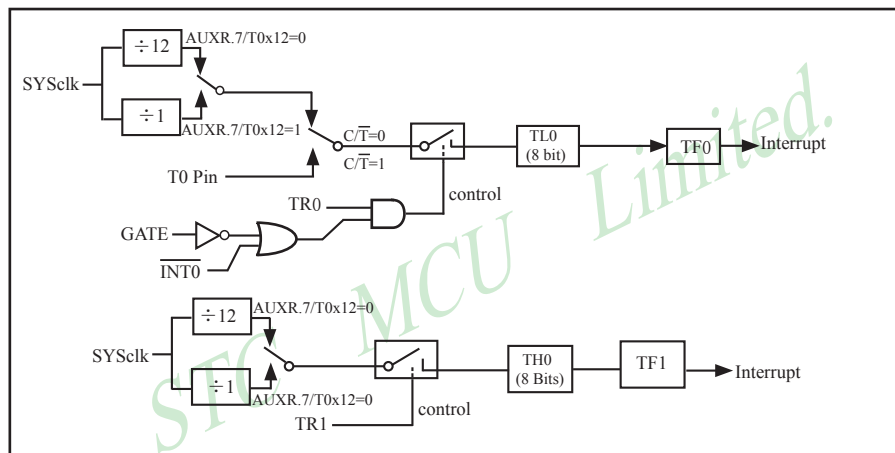 ÷12
AUXR.7/T0x12=0
SYSclk
÷1
AUXR.7/T0x12=1
C/T̅=0
C/T̅=1
TL0
(8 bit)
TF0
Interrupt
T0 Pin
control
TR0
GATE
I̅N̅T̅0̅
÷12
AUXR.7/T0x12=0
SYSclk
÷1
AUXR.7/T0x12=0
TH0
(8 Bits)
TF1
Interrupt
control
TR1
STC MCU Limited.